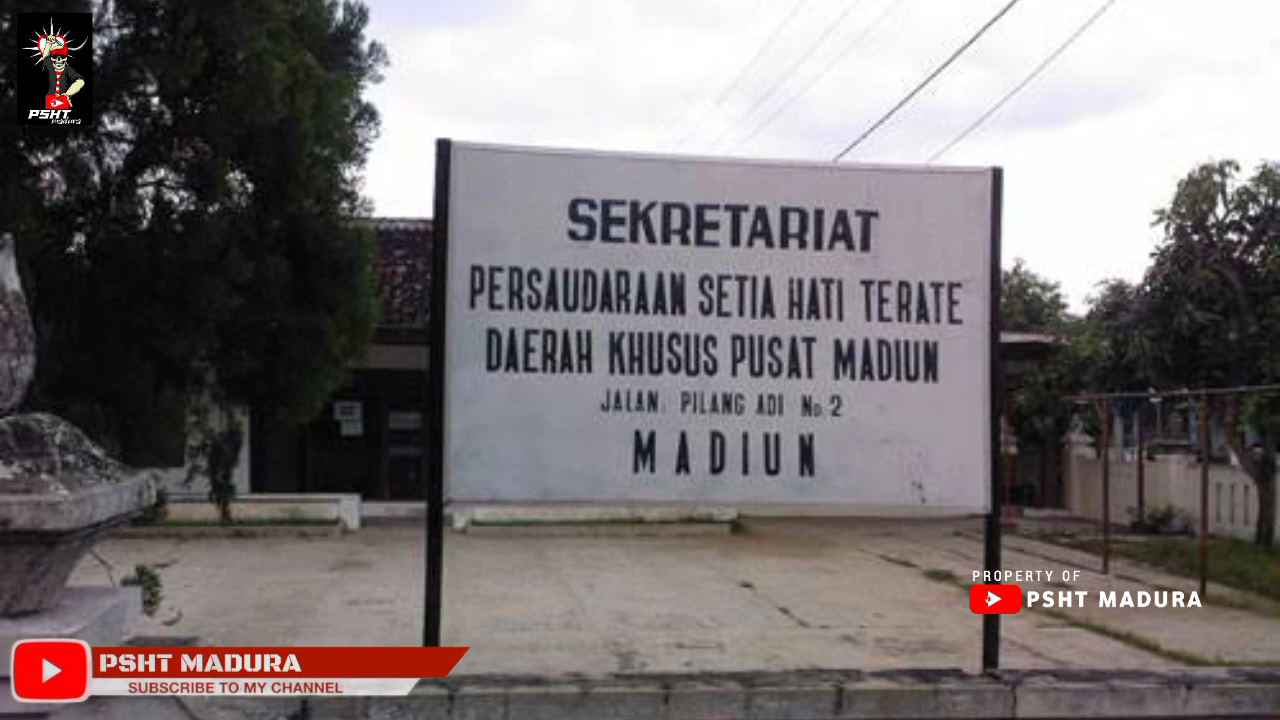 PSHT
MADURA
SEKRETARIAT
PERSAUDARAAN SETIA HATI TERATE
DAERAH KHUSUS PUSAT MADIUN
JALAN. PILANG ADI No 2
MADIUN
PROPERTY OF
PSHT MADURA
PSHT MADURA
SUBSCRIBE TO MY CHANNEL